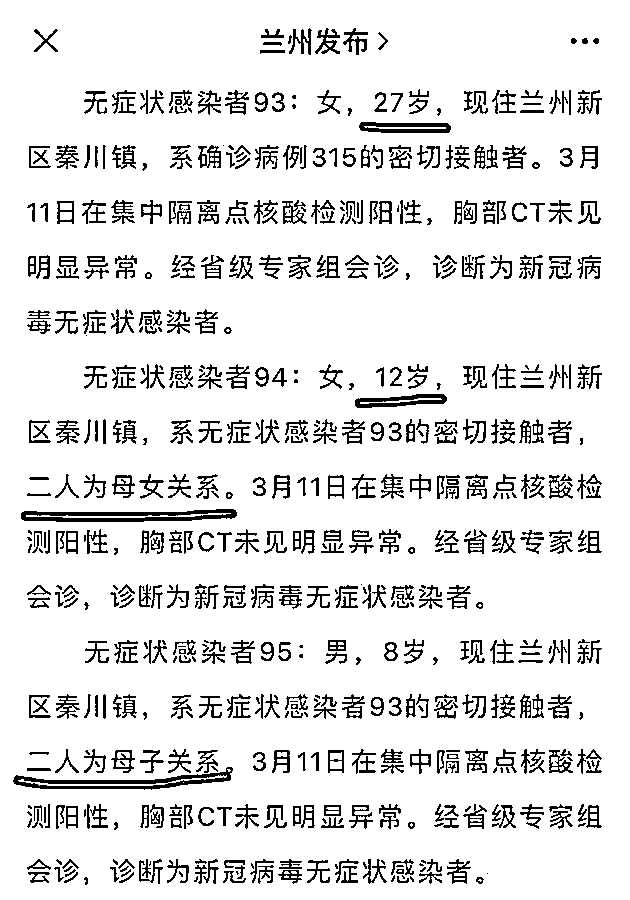 兰州发布
无症状感染者93：女，27岁，现住兰州新
区秦川镇，系确诊病例315的密切接触者。3月
11日在集中隔离点核酸检测阳性，胸部CT未见
明显异常。经省级专家组会诊，诊断为新冠病
毒无症状感染者。
无症状感染者94：女，12岁，现住兰州新
区秦川镇，系无症状感染者93的密切接触者，
二人为母女关系。3月11日在集中隔离点核酸检
测阳性，胸部CT未见明显异常。经省级专家组
会诊，诊断为新冠病毒无症状感染者。
无症状感染者95：男，8岁，现住兰州新
区秦川镇，系无症状感染者93的密切接触者，
二人为母子关系。3月11日在集中隔离点核酸检
测阳性，胸部CT未见明显异常。经省级专家组
会诊，诊断为新冠病毒无症状感染者。